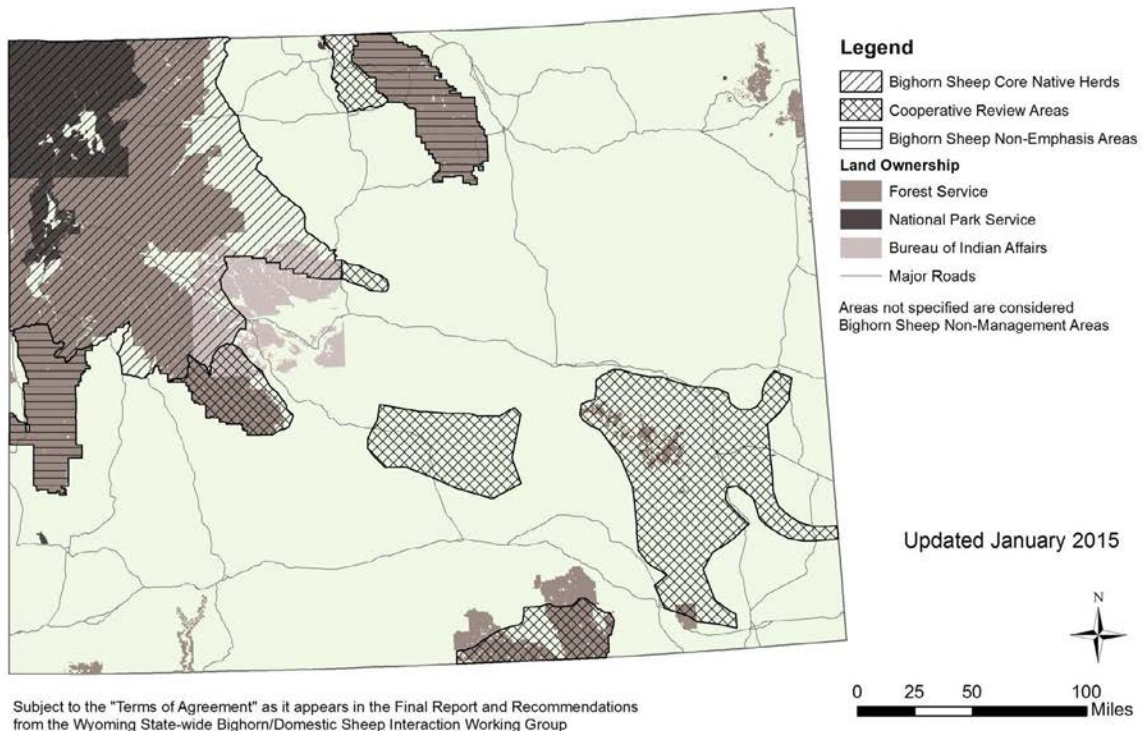 Legend
Bighorn Sheep Core Native Herds
Cooperative Review Areas
Bighorn Sheep Non-Emphasis Areas
Land Ownership
Forest Service
National Park Service
Bureau of Indian Affairs
Major Roads
Areas not specified are considered
Bighorn Sheep Non-Management Areas
Updated January 2015
N
0 25 50 100
Miles
Subject to the "Terms of Agreement" as it appears in the Final Report and Recommendations
from the Wyoming State-wide Bighorn/Domestic Sheep Interaction Working Group